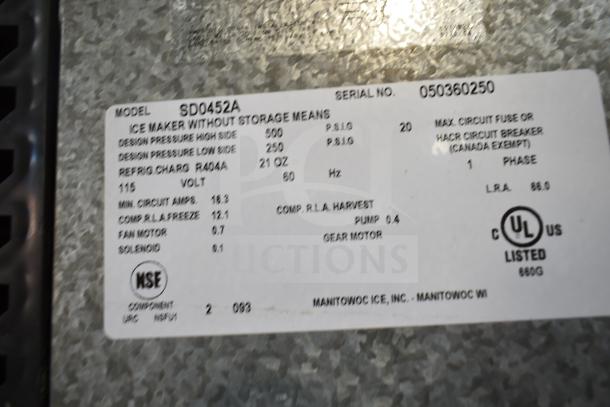 MODEL SD0452A SERIAL NO. 050360250
ICE MAKER WITHOUT STORAGE MEANS
DESIGN PRESSURE HIGH SIDE 500 P.S.I.G 20 MAX. CIRCUIT FUSE OR
DESIGN PRESSURE LOW SIDE 250 P.S.I.G HACR CIRCUIT BREAKER
(CANADA EXEMPT)
REFRIG.CHARG R404A 21 OZ 1 PHASE
115 VOLT 60 Hz
L.R.A. 66.0
MIN. CIRCUIT AMPS. 16.3
COMP.R.L.A.FREEZE 12.1 COMP. R.L.A. HARVEST
FAN MOTOR 0.7 PUMP 0.4
SOLENOID 0.1 GEAR MOTOR
C UL US
LISTED
660G
NSF
COMPONENT
URC NSFU1 2 093 MANITOWOC ICE, INC. - MANITOWOC WI
AUCTIONS